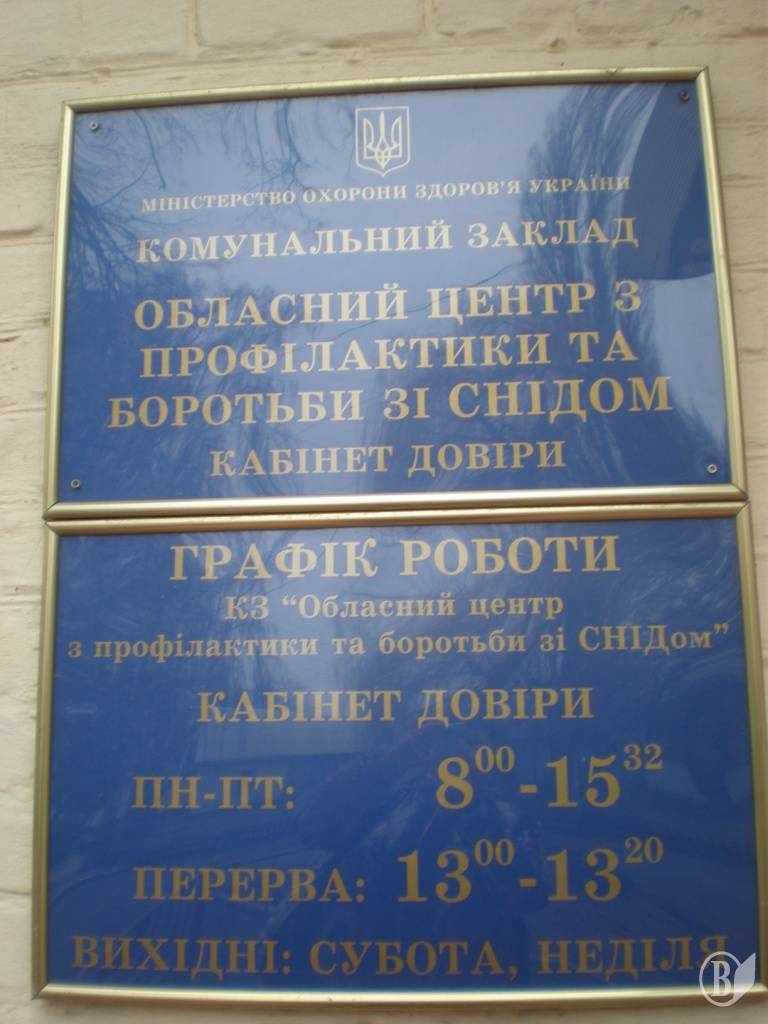 МІНІСТЕРСТВО ОХОРОНИ ЗДОРОВ'Я УКРАЇНИ
КОМУНАЛЬНИЙ ЗАКЛАД
ОБЛАСНИЙ ЦЕНТР З
ПРОФІЛАКТИКИ ТА
БОРОТЬБИ ЗІ СНІДОМ
КАБІНЕТ ДОВІРИ
ГРАФІК РОБОТИ
КЗ "Обласний центр
з профілактики та боротьби зі СНІДом"
КАБІНЕТ ДОВІРИ
ПН-ПТ: 8⁰⁰-15³²
ПЕРЕРВА: 13⁰⁰-13²⁰
ВИХІДНІ: СУБОТА, НЕДІЛЯ
В